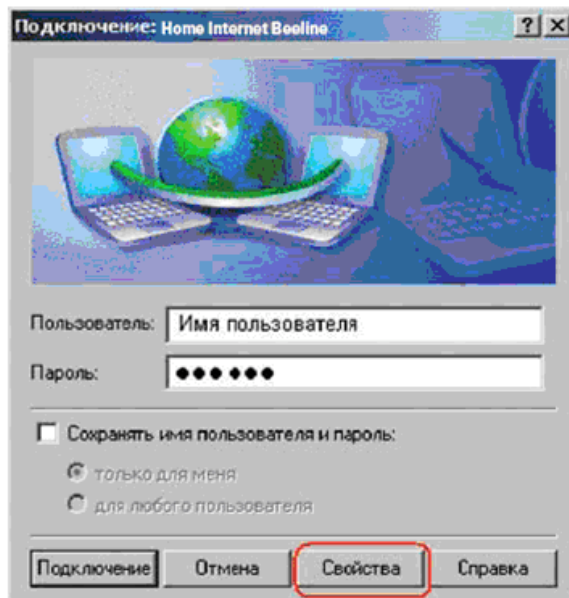 Подключение: Home Internet Beeline
Пользователь: Имя пользователя
Пароль: ●●●●●●
Сохранять имя пользователя и пароль:
только для меня
для любого пользователя
Подключение Отмена Свойства Справка